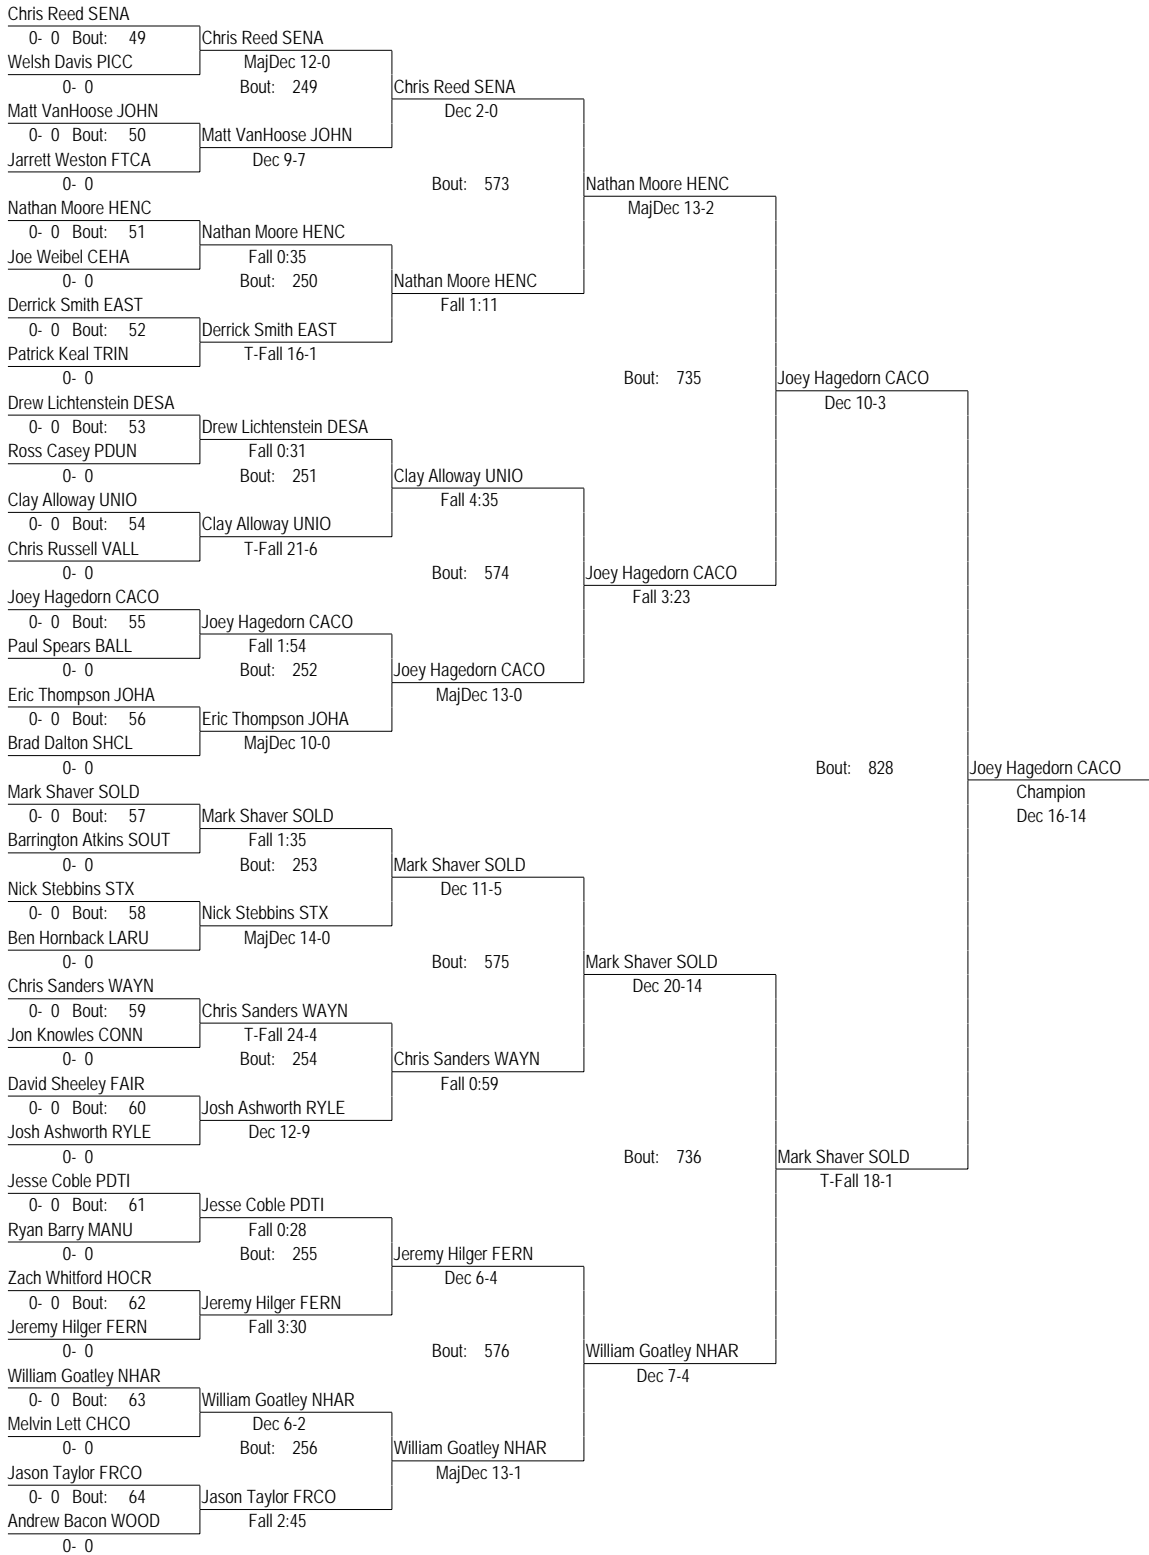 Chris Reed SENA
0- 0 Bout: 49 Chris Reed SENA
Welsh Davis PICC MajDec 12-0
0- 0 Bout: 249 Chris Reed SENA
Matt VanHoose JOHN Dec 2-0
0- 0 Bout: 50 Matt VanHoose JOHN
Jarrett Weston FTCA Dec 9-7
0- 0 Bout: 573 Nathan Moore HENC
Nathan Moore HENC MajDec 13-2
0- 0 Bout: 51 Nathan Moore HENC
Joe Weibel CEHA Fall 0:35
0- 0 Bout: 250 Nathan Moore HENC
Derrick Smith EAST Fall 1:11
0- 0 Bout: 52 Derrick Smith EAST
Patrick Keal TRIN T-Fall 16-1
0- 0 Bout: 735 Joey Hagedorn CACO
Drew Lichtenstein DESA Dec 10-3
0- 0 Bout: 53 Drew Lichtenstein DESA
Ross Casey PDUN Fall 0:31
0- 0 Bout: 251 Clay Alloway UNIO
Clay Alloway UNIO Fall 4:35
0- 0 Bout: 54 Clay Alloway UNIO
Chris Russell VALL T-Fall 21-6
0- 0 Bout: 574 Joey Hagedorn CACO
Joey Hagedorn CACO Fall 3:23
0- 0 Bout: 55 Joey Hagedorn CACO
Paul Spears BALL Fall 1:54
0- 0 Bout: 252 Joey Hagedorn CACO
Eric Thompson JOHA MajDec 13-0
0- 0 Bout: 56 Eric Thompson JOHA
Brad Dalton SHCL MajDec 10-0
0- 0 Bout: 828 Joey Hagedorn CACO
Mark Shaver SOLD Champion
0- 0 Bout: 57 Mark Shaver SOLD Dec 16-14
Barrington Atkins SOUT Fall 1:35
0- 0 Bout: 253 Mark Shaver SOLD
Nick Stebbins STX Dec 11-5
0- 0 Bout: 58 Nick Stebbins STX
Ben Hornback LARU MajDec 14-0
0- 0 Bout: 575 Mark Shaver SOLD
Chris Sanders WAYN Dec 20-14
0- 0 Bout: 59 Chris Sanders WAYN
Jon Knowles CONN T-Fall 24-4
0- 0 Bout: 254 Chris Sanders WAYN
David Sheeley FAIR Fall 0:59
0- 0 Bout: 60 Josh Ashworth RYLE
Josh Ashworth RYLE Dec 12-9
0- 0 Bout: 736 Mark Shaver SOLD
Jesse Coble PDTI T-Fall 18-1
0- 0 Bout: 61 Jesse Coble PDTI
Ryan Barry MANU Fall 0:28
0- 0 Bout: 255 Jeremy Hilger FERN
Zach Whitford HOCR Dec 6-4
0- 0 Bout: 62 Jeremy Hilger FERN
Jeremy Hilger FERN Fall 3:30
0- 0 Bout: 576 William Goatley NHAR
William Goatley NHAR Dec 7-4
0- 0 Bout: 63 William Goatley NHAR
Melvin Lett CHCO Dec 6-2
0- 0 Bout: 256 William Goatley NHAR
Jason Taylor FRCO MajDec 13-1
0- 0 Bout: 64 Jason Taylor FRCO
Andrew Bacon WOOD Fall 2:45
0- 0